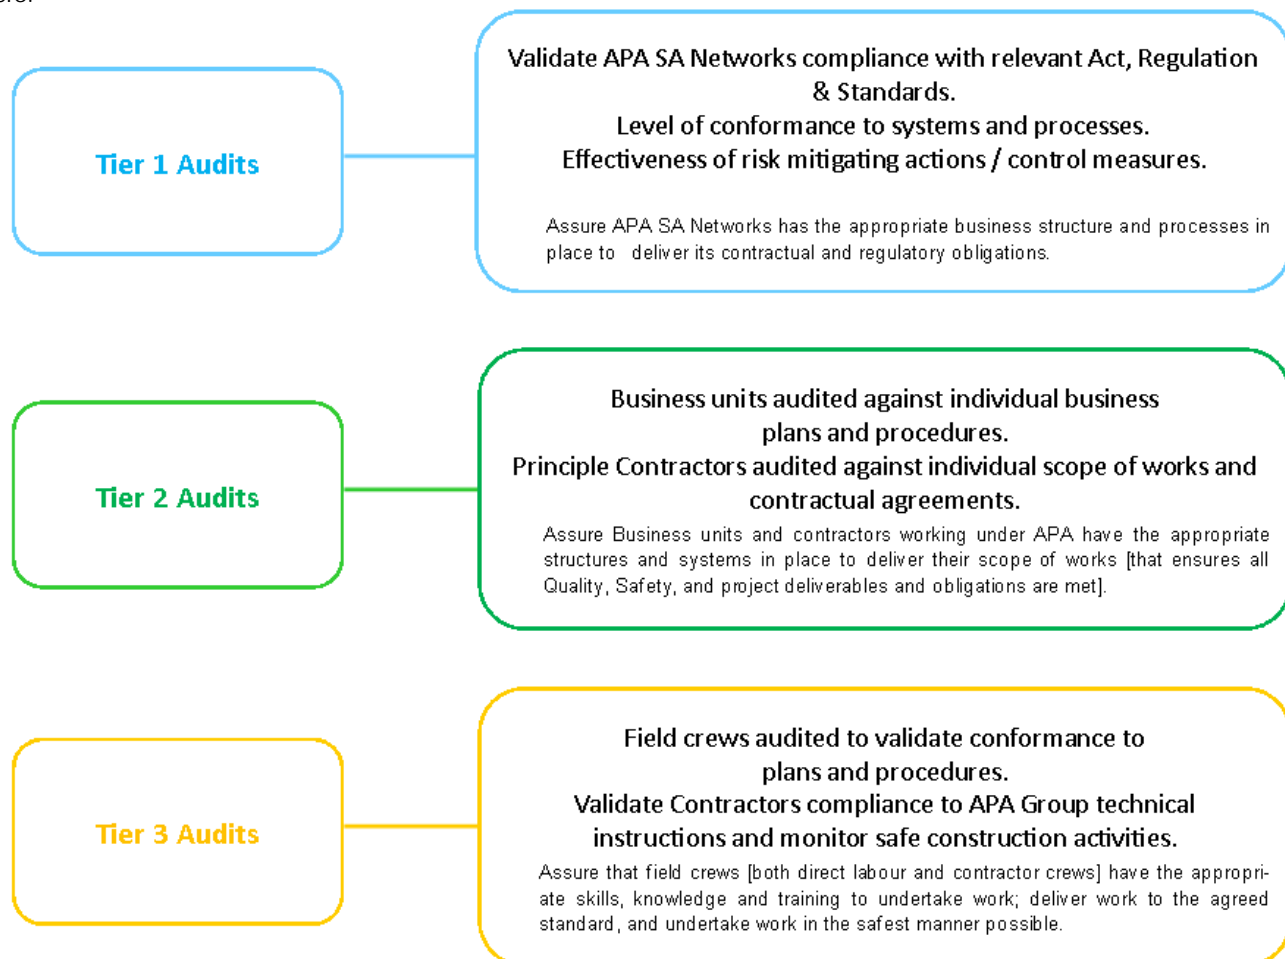 Tier 1 Audits
Validate APA SA Networks compliance with relevant Act, Regulation
& Standards.
Level of conformance to systems and processes.
Effectiveness of risk mitigating actions / control measures.
Assure APA SA Networks has the appropriate business structure and processes in
place to deliver its contractual and regulatory obligations.
Tier 2 Audits
Business units audited against individual business
plans and procedures.
Principle Contractors audited against individual scope of works and
contractual agreements.
Assure Business units and contractors working under APA have the appropriate
structures and systems in place to deliver their scope of works [that ensures all
Quality, Safety, and project deliverables and obligations are met].
Tier 3 Audits
Field crews audited to validate conformance to
plans and procedures.
Validate Contractors compliance to APA Group technical
instructions and monitor safe construction activities.
Assure that field crews [both direct labour and contractor crews] have the appropri-
ate skills, knowledge and training to undertake work; deliver work to the agreed
standard, and undertake work in the safest manner possible.